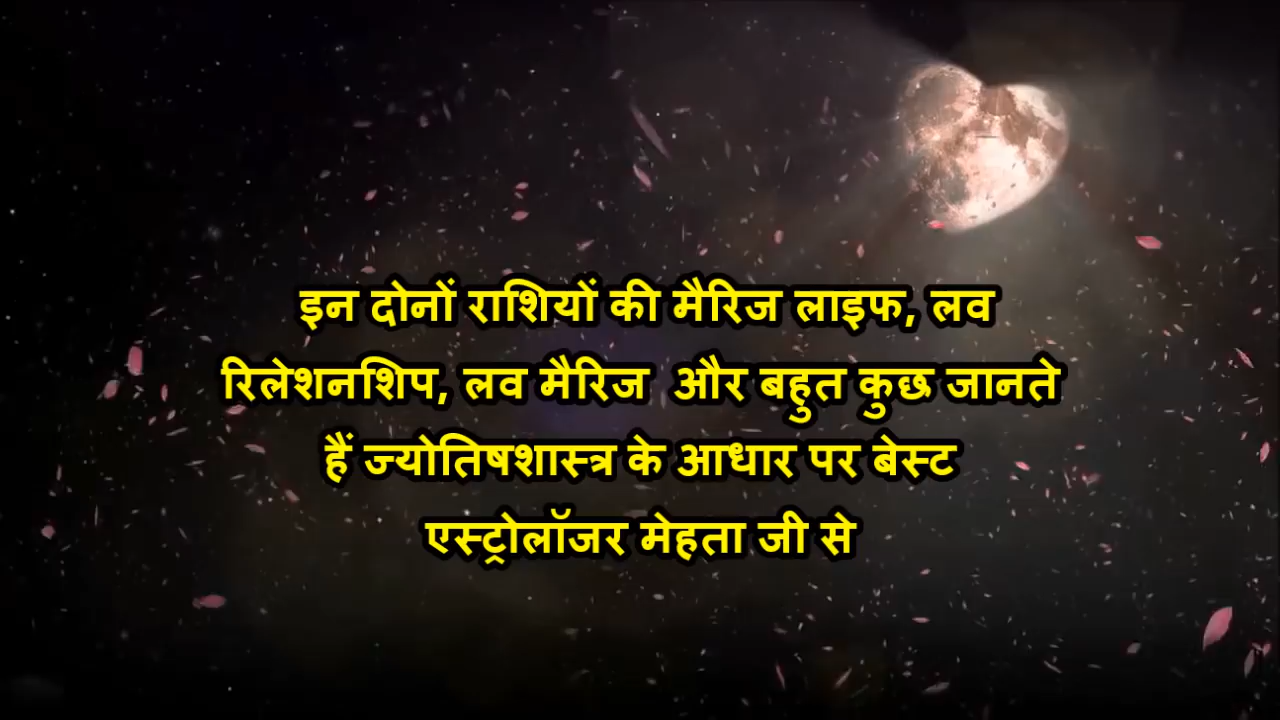 इन दोनों राशियों की मैरिज लाइफ, लव
रिलेशनशिप, लव मैरिज  और बहुत कुछ जानते
हैं ज्योतिषशास्त्र के आधार पर बेस्ट
एस्ट्रोलॉजर मेहता जी से